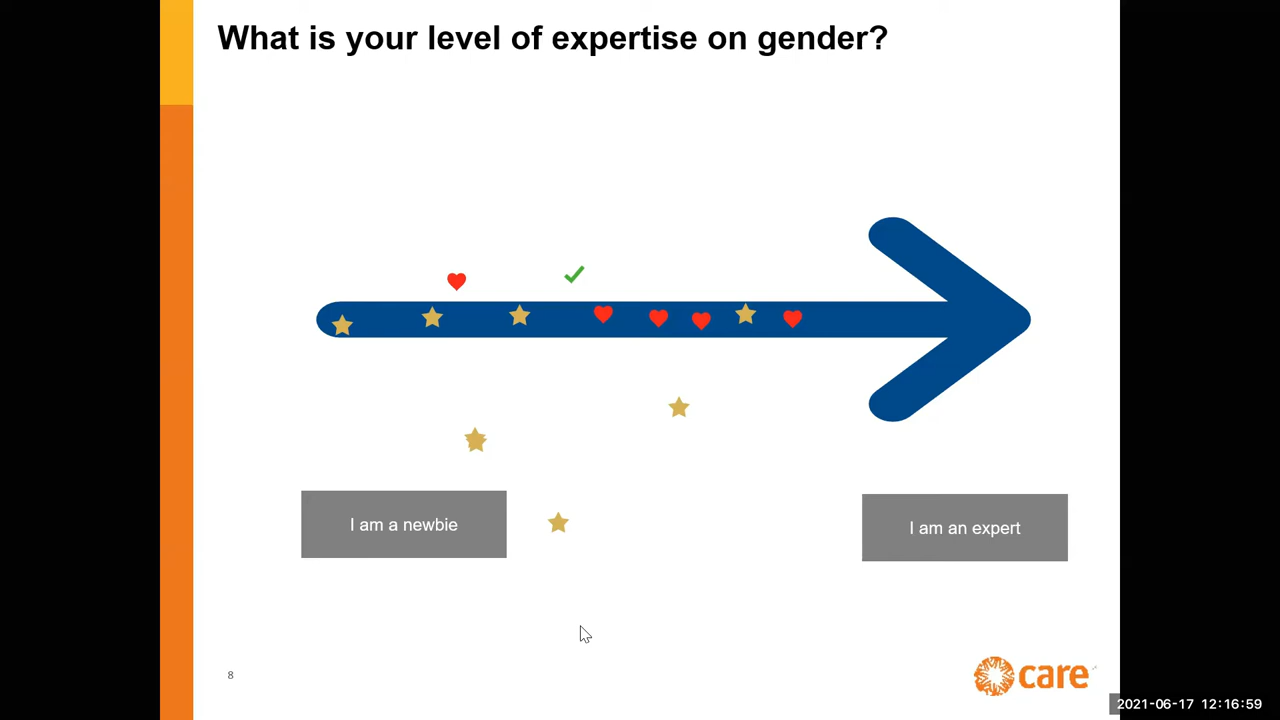 What is your level of expertise on gender?
I am a newbie
I am an expert
8
care
2021-06-17 12:16:59